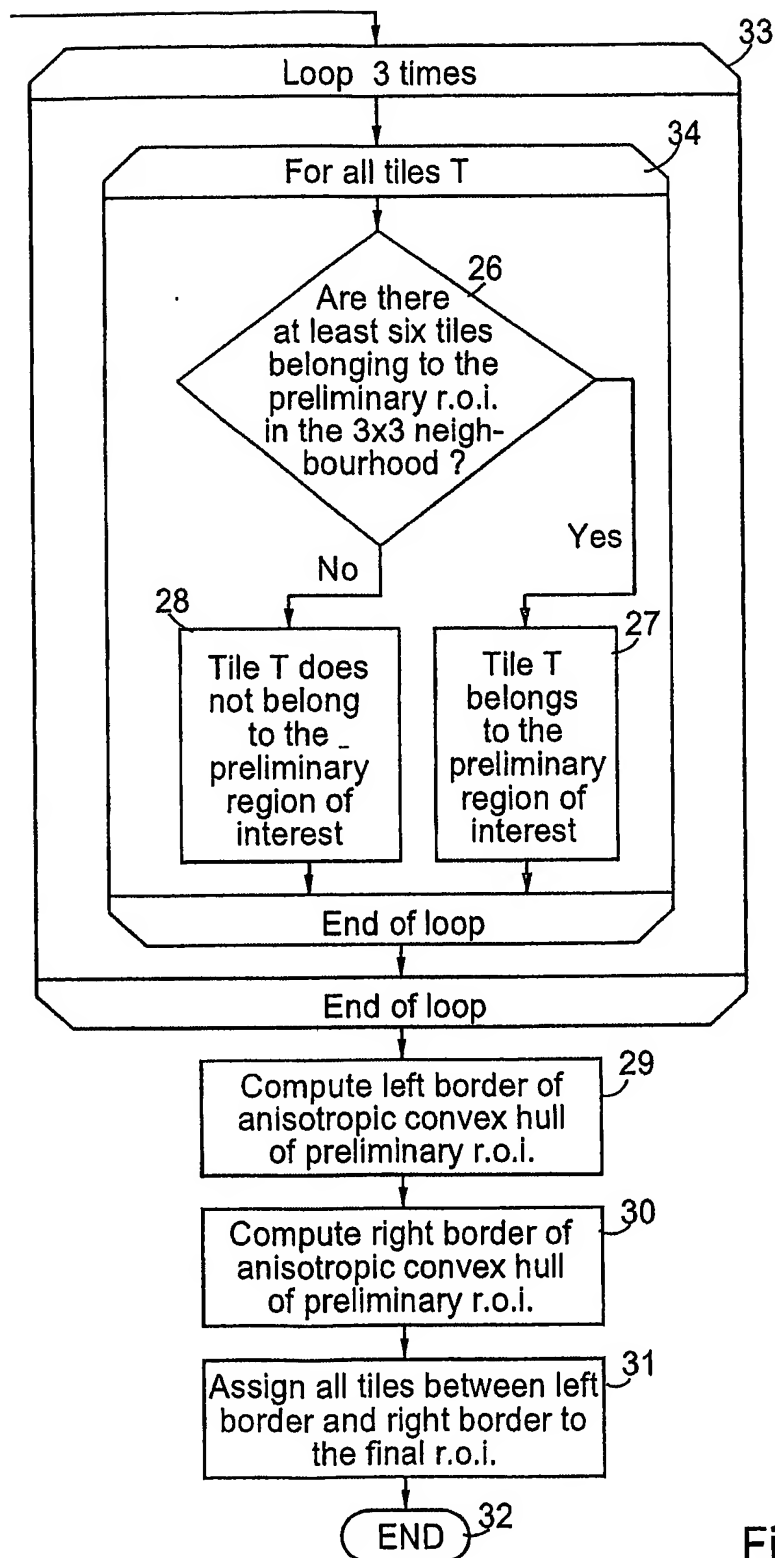 33
Loop 3 times
34
For all tiles T
26
Are there
at least six tiles
belonging to the
preliminary r.o.i.
in the 3x3 neigh-
bourhood ?
No
Yes
28
Tile T does
not belong
to the
preliminary
region of
interest
27
Tile T
belongs
to the
preliminary
region of
interest
End of loop
End of loop
29
Compute left border of
anisotropic convex hull
of preliminary r.o.i.
30
Compute right border of
anisotropic convex hull
of preliminary r.o.i.
31
Assign all tiles between left
border and right border to
the final r.o.i.
END
32